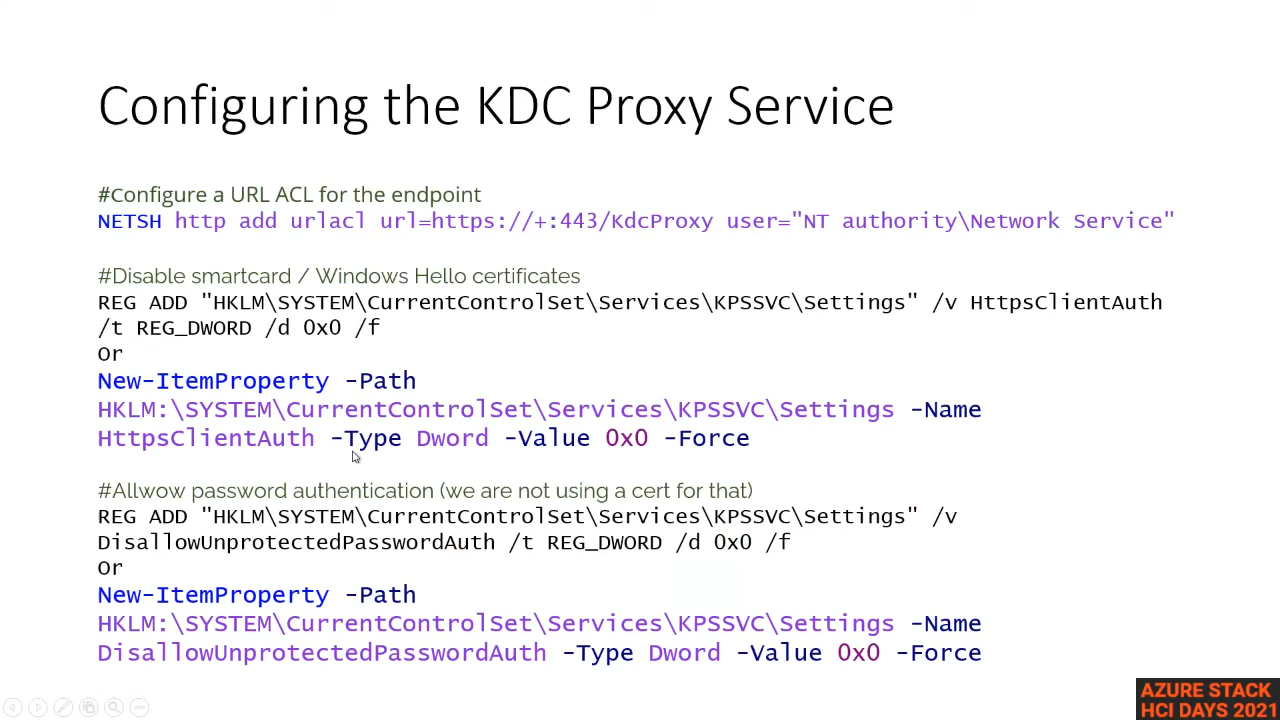 Configuring the KDC Proxy Service
#Configure a URL ACL for the endpoint
NETSH http add urlacl url=https://+:443/KdcProxy user="NT authority\Network Service"
#Disable smartcard / Windows Hello certificates
REG ADD "HKLM\SYSTEM\CurrentControlSet\Services\KPSSVC\Settings" /v HttpsClientAuth
/t REG_DWORD /d 0x0 /f
Or
New-ItemProperty -Path
HKLM:\SYSTEM\CurrentControlSet\Services\KPSSVC\Settings -Name
HttpsClientAuth -Type Dword -Value 0x0 -Force
#Allwow password authentication (we are not using a cert for that)
REG ADD "HKLM\SYSTEM\CurrentControlSet\Services\KPSSVC\Settings" /v
DisallowUnprotectedPasswordAuth /t REG_DWORD /d 0x0 /f
Or
New-ItemProperty -Path
HKLM:\SYSTEM\CurrentControlSet\Services\KPSSVC\Settings -Name
DisallowUnprotectedPasswordAuth -Type Dword -Value 0x0 -Force
AZURE STACK
HCI DAYS 2021